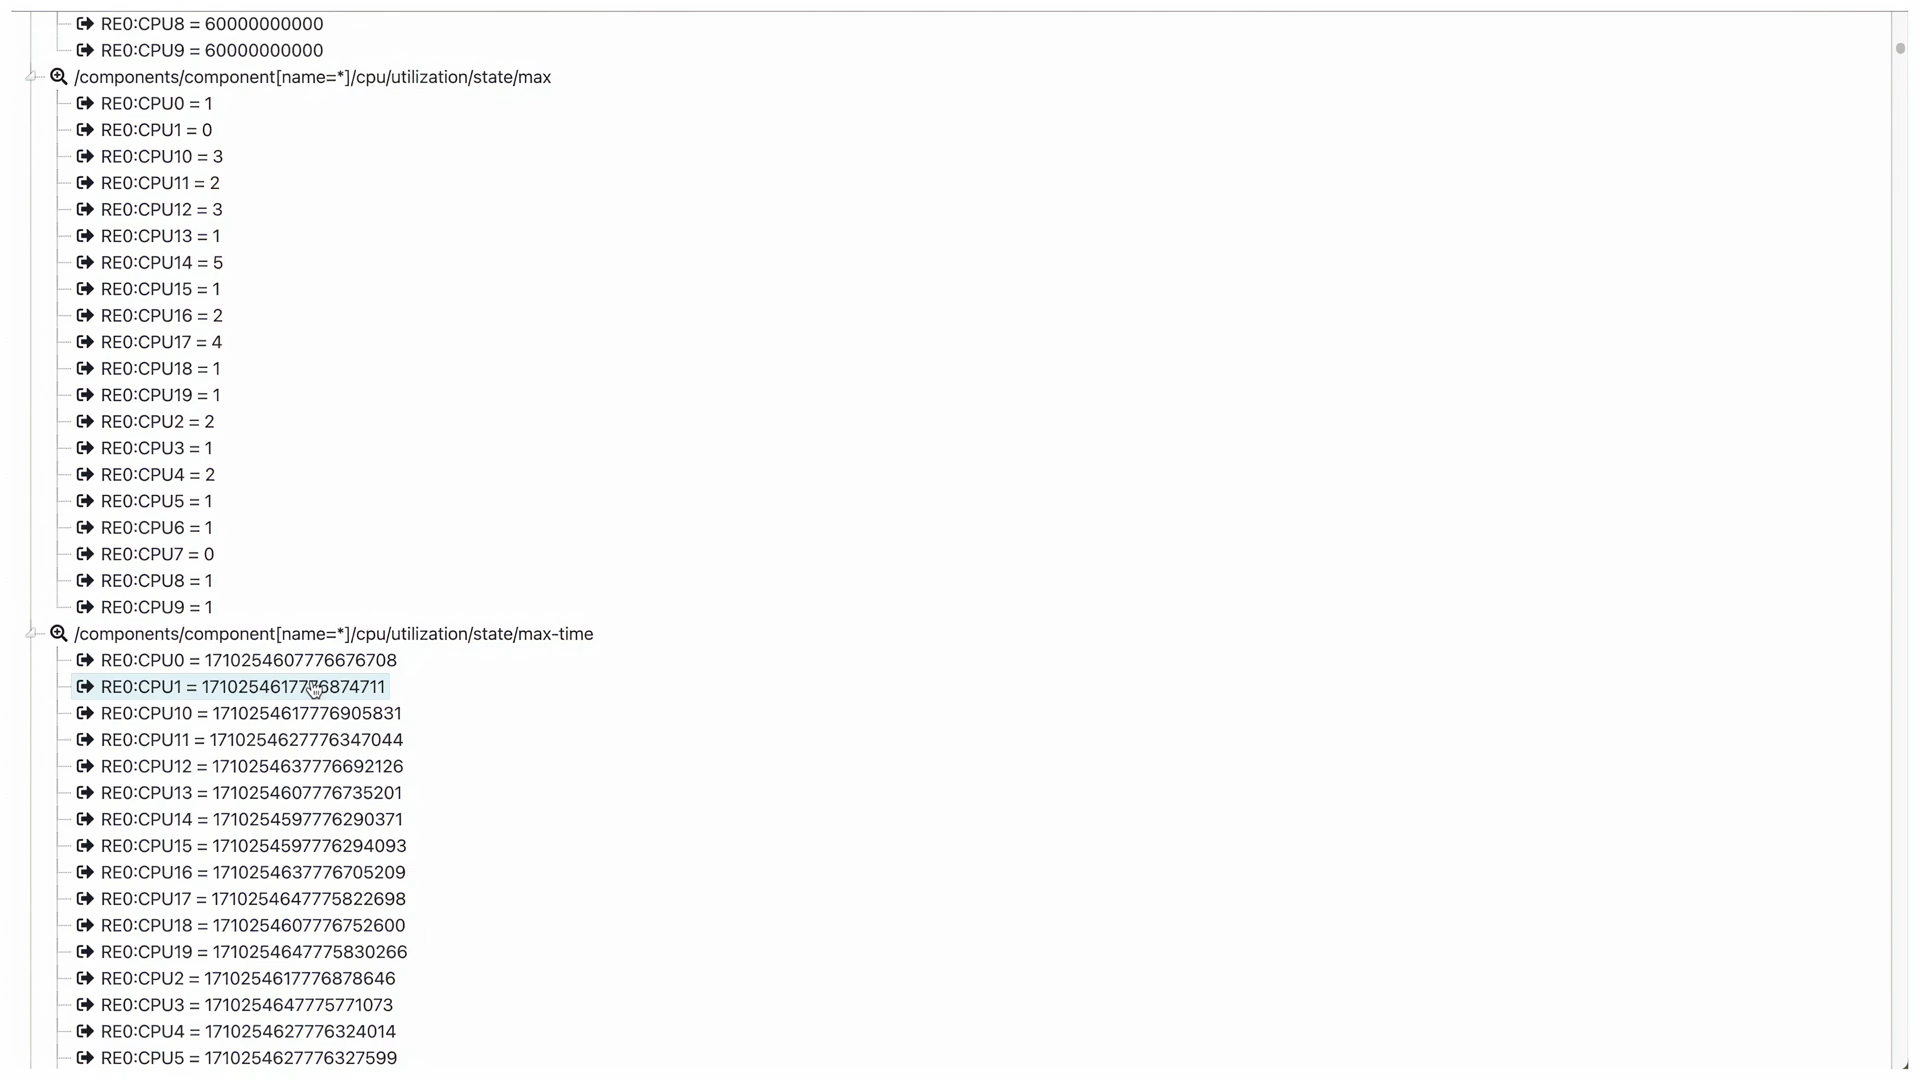 RE0:CPU8 = 60000000000
RE0:CPU9 = 60000000000
/components/component[name=*]/cpu/utilization/state/max
RE0:CPU0 = 1
RE0:CPU1 = 0
RE0:CPU10 = 3
RE0:CPU11 = 2
RE0:CPU12 = 3
RE0:CPU13 = 1
RE0:CPU14 = 5
RE0:CPU15 = 1
RE0:CPU16 = 2
RE0:CPU17 = 4
RE0:CPU18 = 1
RE0:CPU19 = 1
RE0:CPU2 = 2
RE0:CPU3 = 1
RE0:CPU4 = 2
RE0:CPU5 = 1
RE0:CPU6 = 1
RE0:CPU7 = 0
RE0:CPU8 = 1
RE0:CPU9 = 1
/components/component[name=*]/cpu/utilization/state/max-time
RE0:CPU0 = 1710254607776676708
RE0:CPU1 = 1710254617776874711
RE0:CPU10 = 1710254617776905831
RE0:CPU11 = 1710254627776347044
RE0:CPU12 = 1710254637776692126
RE0:CPU13 = 1710254607776735201
RE0:CPU14 = 1710254597776290371
RE0:CPU15 = 1710254597776294093
RE0:CPU16 = 1710254637776705209
RE0:CPU17 = 1710254647775822698
RE0:CPU18 = 1710254607776752600
RE0:CPU19 = 1710254647775830266
RE0:CPU2 = 1710254617776878646
RE0:CPU3 = 1710254647775771073
RE0:CPU4 = 1710254627776324014
RE0:CPU5 = 1710254627776327599